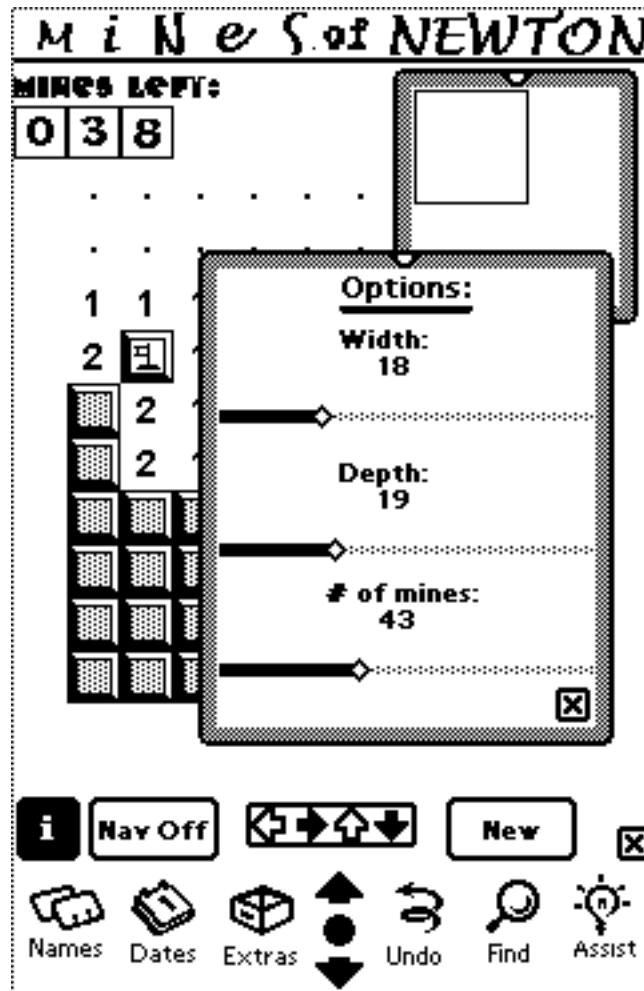 MiNeS of NEWTON
MINES LEFT:
038
1 1
2
2
2
Options:
Width:
18
Depth:
19
# of mines:
43
i Nav Off New
Names Dates Extras Undo Find Assist